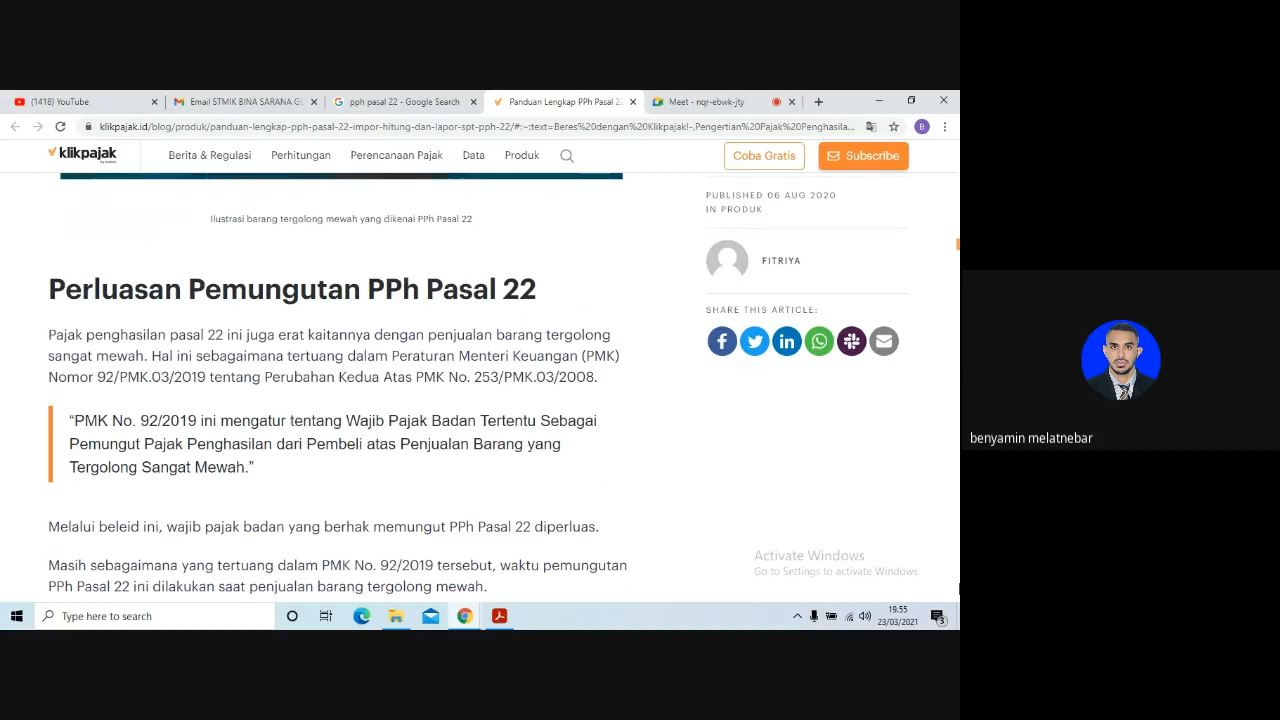 (1418) YouTube
Email STMIK BINA SARANA GL
pph pasal 22 - Google Search
Panduan Lengkap PPh Pasal 22
Meet - nqr-ebwk-jty
klikpajak.id/blog/produk/panduan-lengkap-pph-pasal-22-impor-hitung-dan-lapor-spt-pph-22/#:~:text=Beres%20dengan%20Klikpajak!-,Pengertian%20Pajak%20Penghasila...
B
klikpajak
Berita & Regulasi
Perhitungan
Perencanaan Pajak
Data
Produk
Coba Gratis
Subscribe
Ilustrasi barang tergolong mewah yang dikenai PPh Pasal 22
PUBLISHED 06 AUG 2020
IN PRODUK
FITRIYA
SHARE THIS ARTICLE:
Perluasan Pemungutan PPh Pasal 22
Pajak penghasilan pasal 22 ini juga erat kaitannya dengan penjualan barang tergolong
sangat mewah. Hal ini sebagaimana tertuang dalam Peraturan Menteri Keuangan (PMK)
Nomor 92/PMK.03/2019 tentang Perubahan Kedua Atas PMK No. 253/PMK.03/2008.
“PMK No. 92/2019 ini mengatur tentang Wajib Pajak Badan Tertentu Sebagai
Pemungut Pajak Penghasilan dari Pembeli atas Penjualan Barang yang
Tergolong Sangat Mewah.”
Melalui beleid ini, wajib pajak badan yang berhak memungut PPh Pasal 22 diperluas.
Masih sebagaimana yang tertuang dalam PMK No. 92/2019 tersebut, waktu pemungutan
PPh Pasal 22 ini dilakukan saat penjualan barang tergolong mewah.
Activate Windows
Go to Settings to activate Windows.
Type here to search
19.55
23/03/2021
3
benyamin melatnebar